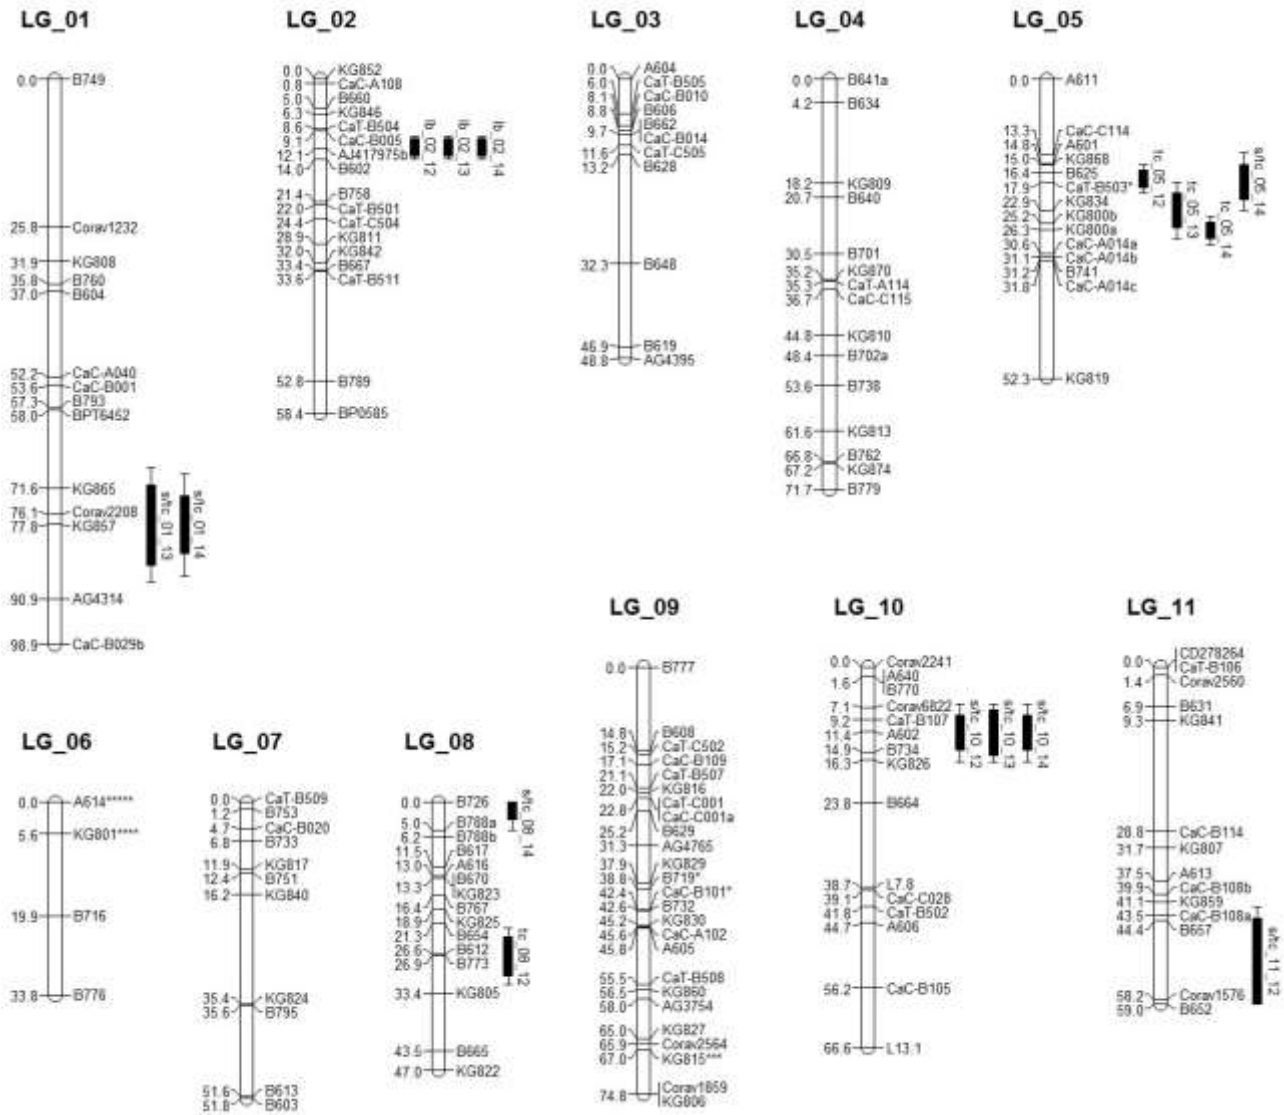 LG_01
0.0 B749
25.8 Corav1232
31.9 KG808
35.8 B760
37.0 B604
52.2 CaC-A040
53.6 CaC-B001
57.3 B793
58.0 BPT6452
71.6 KG865
76.1 Corav2208
77.8 KG857
90.9 AG4314
98.9 CaC-B029b
s/tc_01_13
s/tc_01_14
LG_02
0.0 KG852
0.8 CaC-A108
5.0 B660
6.3 KG846
8.6 CaT-B504
9.1 CaC-B005
12.1 AJ417975b
14.0 B602
21.4 B758
22.0 CaT-B501
24.4 CaT-C504
28.9 KG811
32.0 KG842
33.4 B667
33.6 CaT-B511
52.8 B789
58.4 BP0585
lb_02_12
lb_02_13
lb_02_14
LG_03
0.0 A604
6.0 CaT-B505
8.1 CaC-B010
8.8 B606
9.7 B662
CaC-B014
11.6 CaT-C505
13.2 B628
32.3 B648
46.9 B619
48.8 AG4395
LG_04
0.0 B641a
4.2 B634
18.2 KG809
20.7 B640
30.5 B701
35.2 KG870
35.3 CaT-A114
36.7 CaC-C115
44.8 KG810
48.4 B702a
53.6 B738
61.6 KG813
66.8 B762
67.2 KG874
71.7 B779
LG_05
0.0 A611
13.3 CaC-C114
14.8 A601
15.0 KG868
16.4 B625
17.9 CaT-B503*
22.9 KG834
25.2 KG800b
26.3 KG800a
30.6 CaC-A014a
31.1 CaC-A014b
31.2 B741
31.8 CaC-A014c
52.3 KG819
tc_05_12
tc_05_13
tc_05_14
s/tc_05_14
LG_06
0.0 A614*****
5.6 KG801****
19.9 B716
33.8 B776
LG_07
0.0 CaT-B509
1.2 B753
4.7 CaC-B020
6.8 B733
11.9 KG817
12.4 B751
16.2 KG840
35.4 KG824
35.6 B795
51.6 B613
51.8 B603
LG_08
0.0 B726
5.0 B788a
6.2 B788b
11.5 B617
13.0 A616
13.3 B670
KG823
16.4 B767
18.9 KG825
21.3 B654
26.6 B612
26.9 B773
33.4 KG805
43.5 B665
47.0 KG822
s/tc_08_14
tc_08_12
LG_09
0.0 B777
14.8 B608
15.2 CaT-C502
17.1 CaC-B109
21.1 CaT-B507
22.0 KG816
22.8 CaT-C001
CaC-C001a
25.2 B629
31.3 AG4765
37.9 KG829
38.8 B719*
42.4 CaC-B101*
42.6 B732
45.2 KG830
45.6 CaC-A102
45.8 A605
55.5 CaT-B508
56.5 KG860
58.0 AG3754
65.0 KG827
65.9 Corav2564
67.0 KG815***
74.8 Corav1859
KG806
LG_10
0.0 Corav2241
1.6 A640
B770
7.1 Corav6822
9.2 CaT-B107
11.4 A602
14.9 B734
16.3 KG826
23.8 B664
38.7 L7.8
39.1 CaC-C028
41.8 CaT-B502
44.7 A606
56.2 CaC-B105
66.6 L13.1
s/tc_10_12
s/tc_10_13
s/tc_10_14
LG_11
0.0 CD278264
CaT-B106
1.4 Corav2560
6.9 B631
9.3 KG841
28.8 CaC-B114
31.7 KG807
37.5 A613
39.9 CaC-B108b
41.1 KG859
43.5 CaC-B108a
44.4 B657
58.2 Corav1576
59.0 B652
s/tc_11_12